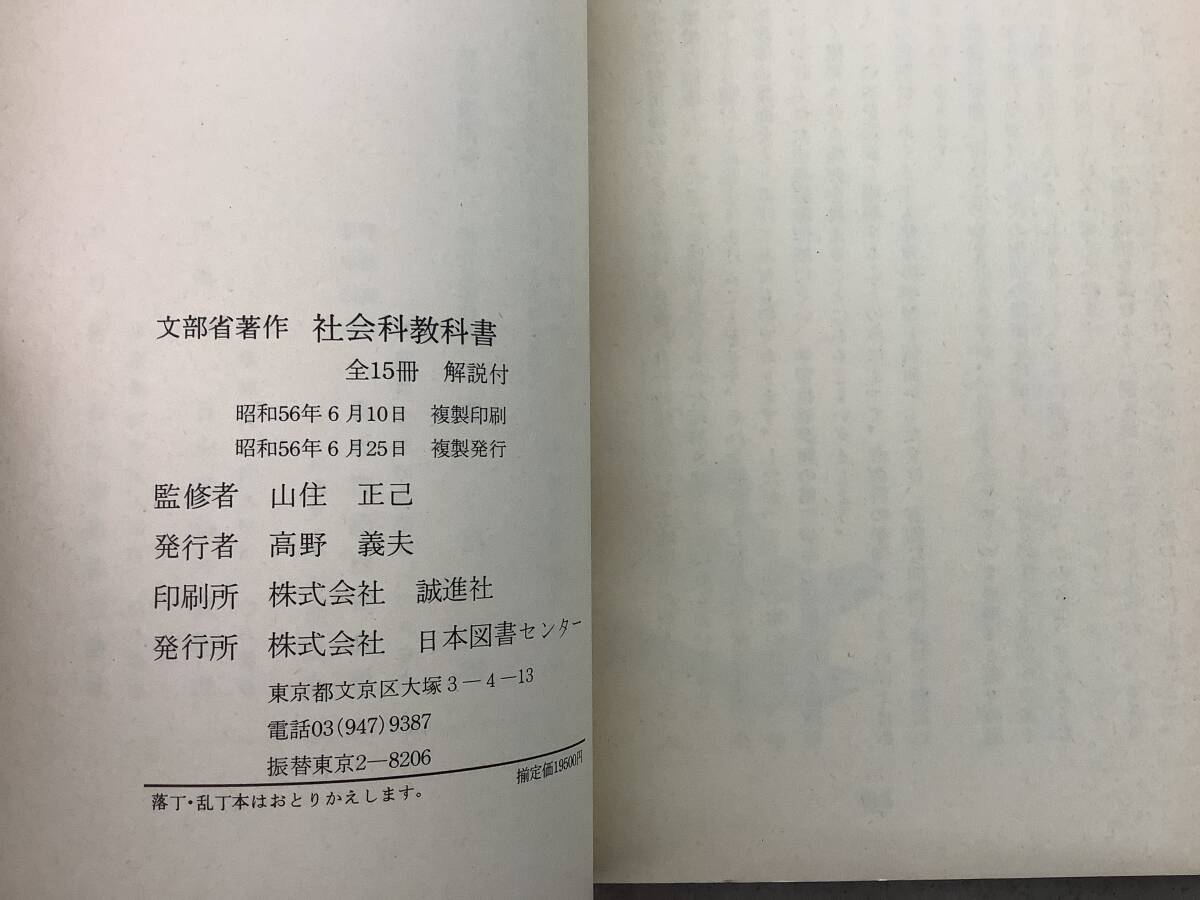 文部省著作 社会科教科書
全15冊 解説付
昭和56年6月10日 複製印刷
昭和56年6月25日 複製発行
監修者 山住 正己
発行者 高野 義夫
印刷所 株式会社 誠進社
発行所 株式会社 日本図書センター
東京都文京区大塚3－4－13
電話03(947)9387
振替東京2―8206
揃定価19500円
落丁・乱丁本はおとりかえします。